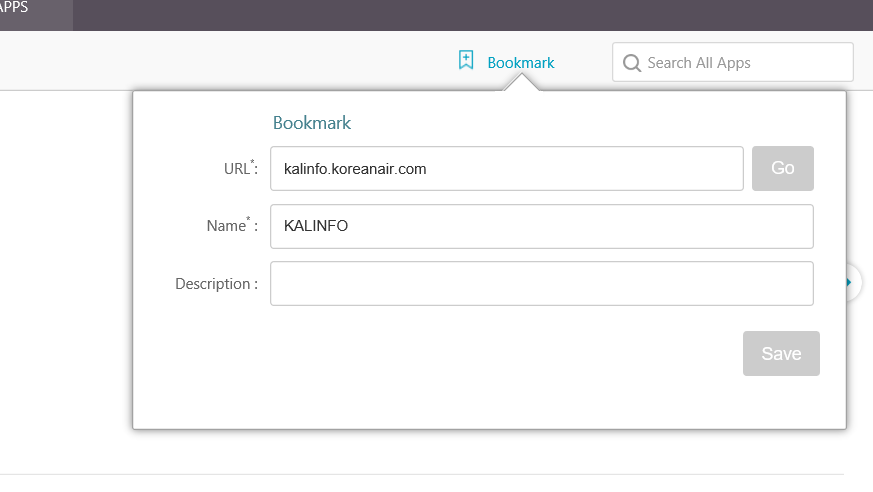 APPS
Bookmark
Search All Apps
Bookmark
URL*:
kalinfo.koreanair.com
Go
Name* :
KALINFO
Description :
Save